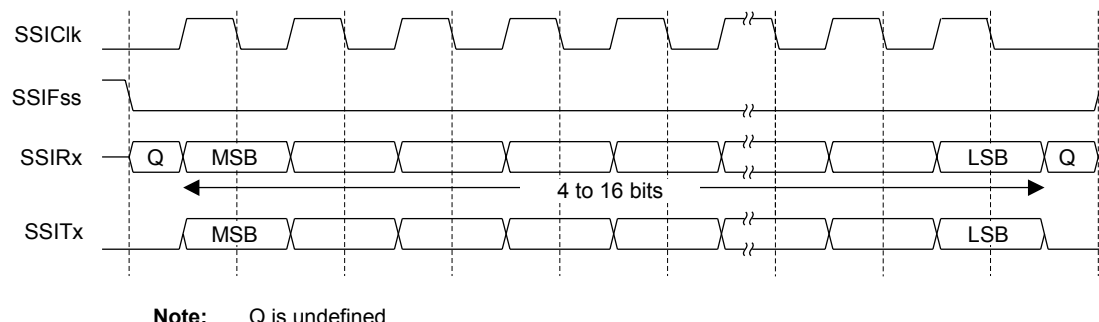 SSIClk
SSIFss
SSIRx Q MSB LSB Q
4 to 16 bits
SSITx MSB LSB
Note: Q is undefined